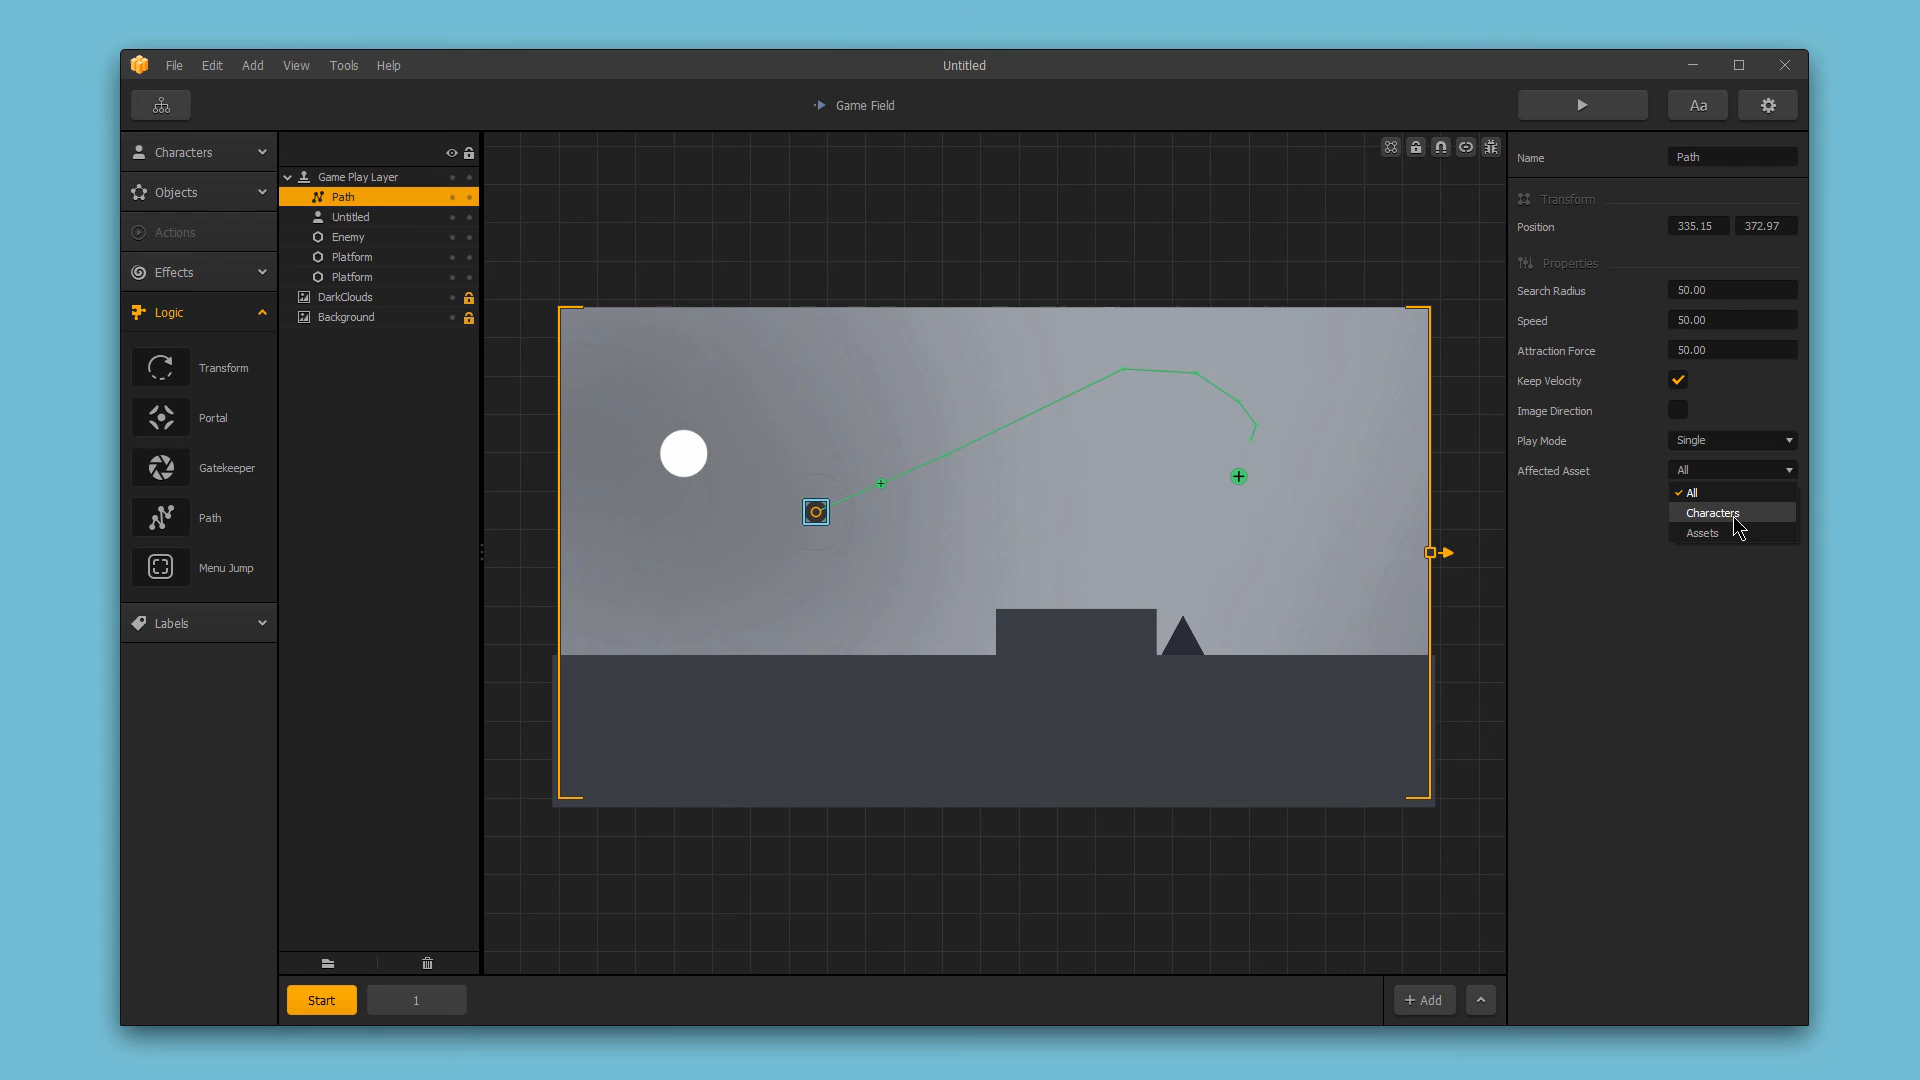 File Edit Add View Tools Help
Untitled
Game Field
Aa
Characters
Objects
Actions
Effects
Logic
Transform
Portal
Gatekeeper
Path
Menu Jump
Labels
Game Play Layer
Path
Untitled
Enemy
Platform
Platform
DarkClouds
Background
Start
1
+ Add
Name Path
Transform
Position 335.15 372.97
Properties
Search Radius 50.00
Speed 50.00
Attraction Force 50.00
Keep Velocity
Image Direction
Play Mode Single
Affected Asset All
All
Characters
Assets